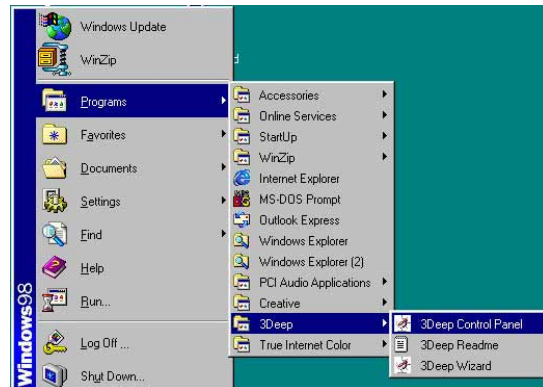 Windows Update
WinZip
Programs
Favorites
Documents
Settings
Find
Help
Run...
Log Off ...
Shut Down...
Windows98
Accessories
Online Services
StartUp
WinZip
Internet Explorer
MS-DOS Prompt
Outlook Express
Windows Explorer
Windows Explorer (2)
PCI Audio Applications
Creative
3Deep
True Internet Color
3Deep Control Panel
3Deep Readme
3Deep Wizard